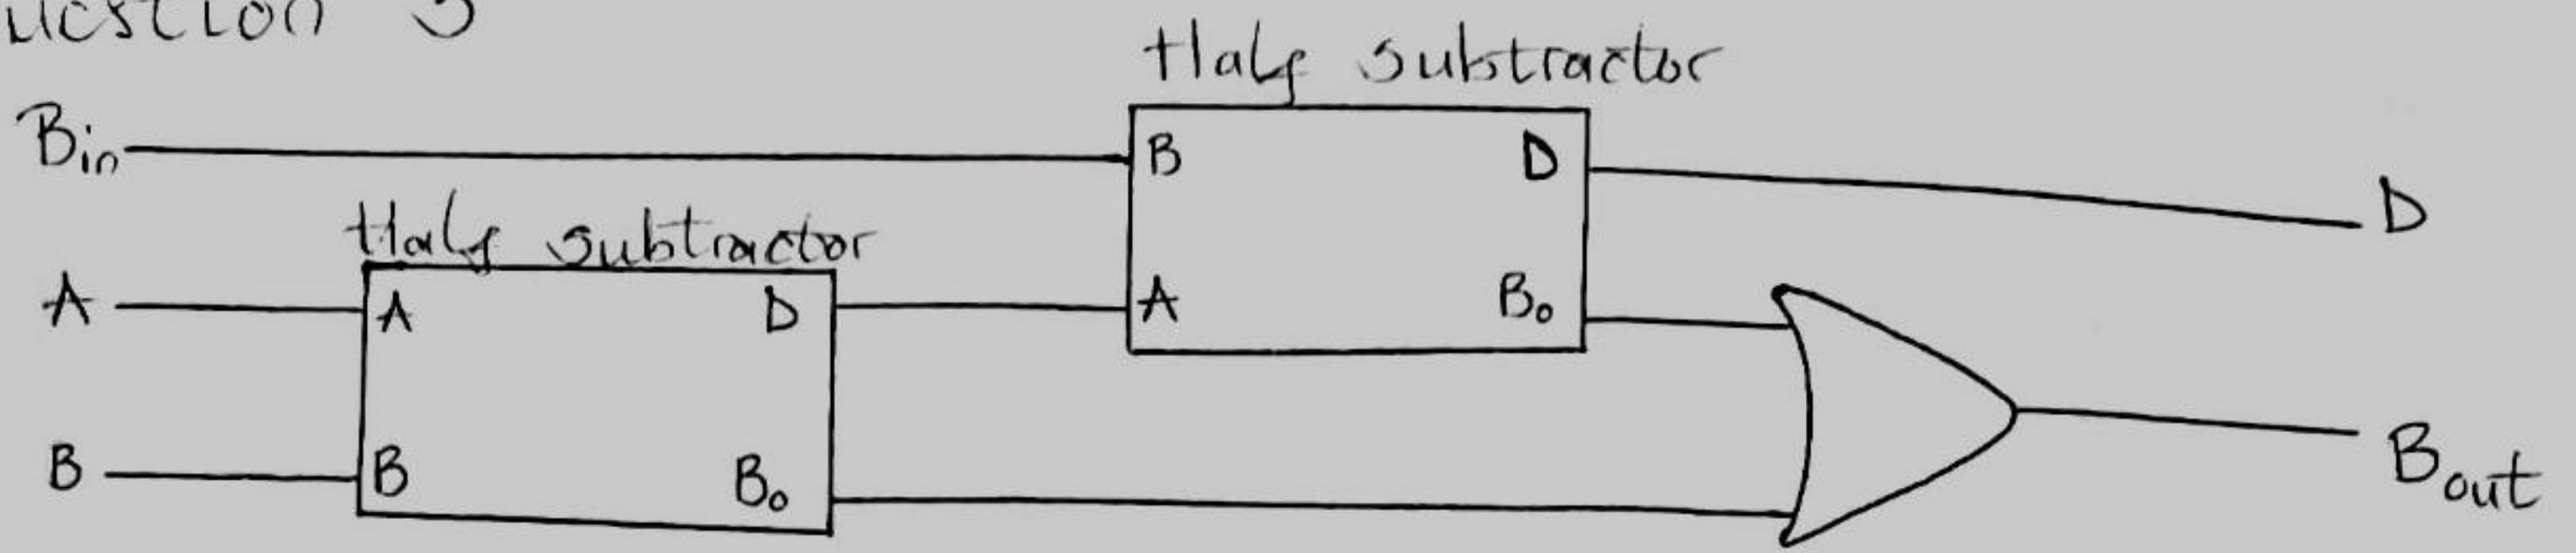 Half subtractor
Bin
B D
D
Half subtractor
A
A D
A Bo
B
B Bo
Bout